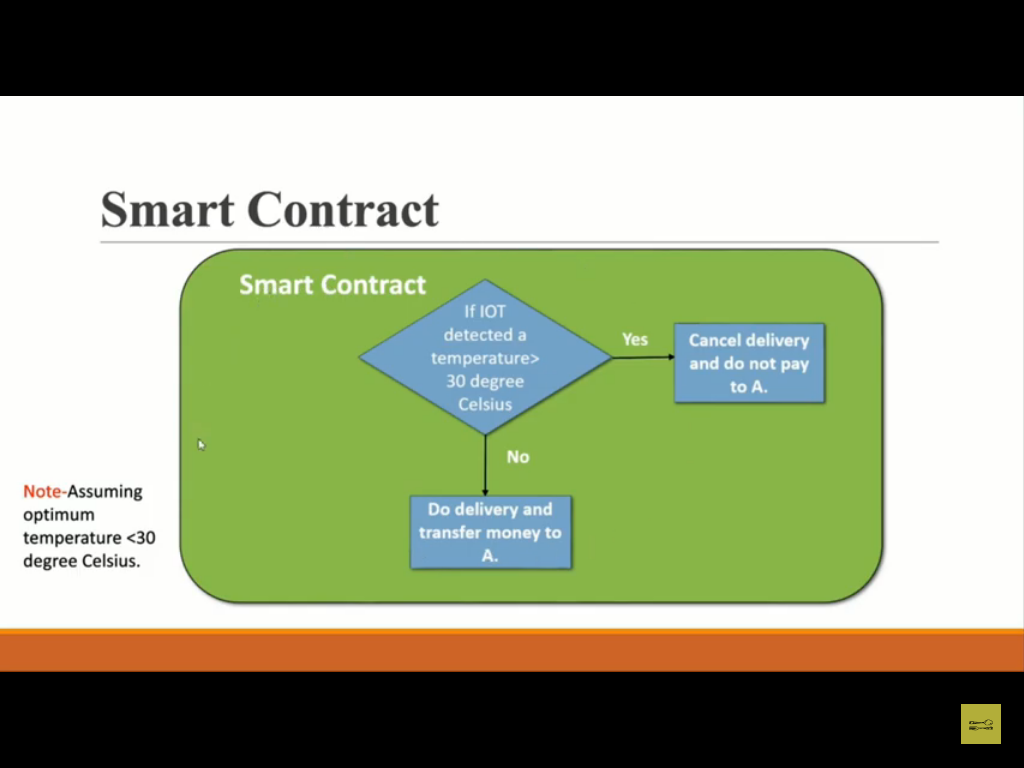 Smart Contract
Smart Contract
If IOT
detected a
temperature>
30 degree
Celsius
Yes
Cancel delivery
and do not pay
to A.
No
Do delivery and
transfer money to
A.
Note-Assuming
optimum
temperature <30
degree Celsius.